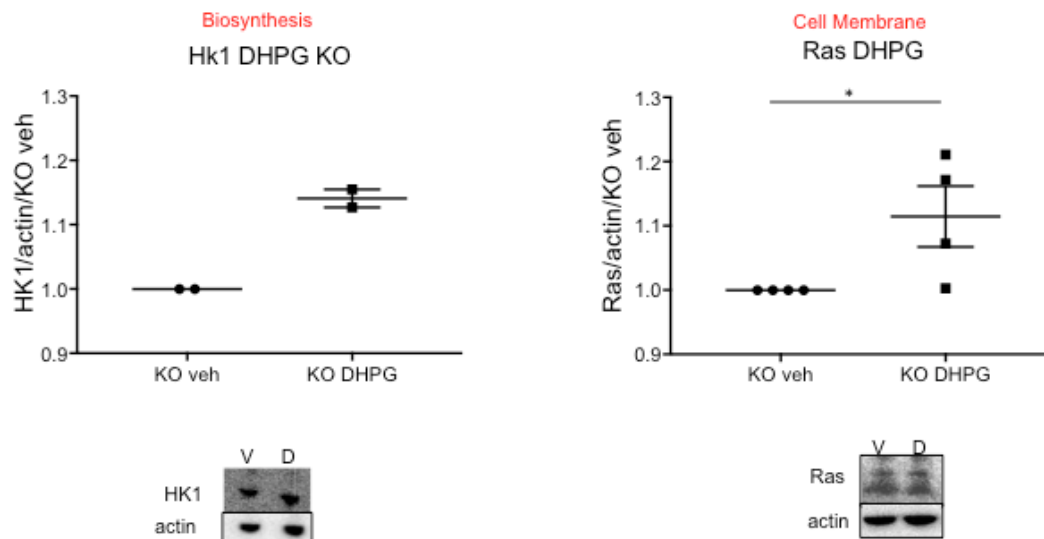 Biosynthesis
Hk1 DHPG KO
HK1/actin/KO veh
1.3
1.2
1.1
1.0
0.9
KO veh
KO DHPG
V D
HK1
actin
Cell Membrane
Ras DHPG
Ras/actin/KO veh
1.3
1.2
1.1
1.0
0.9
*
KO veh
KO DHPG
V D
Ras
actin